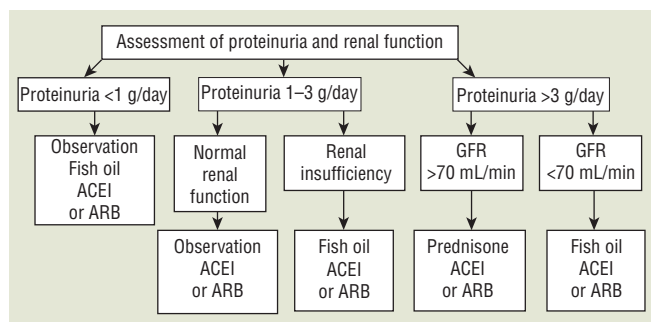 Assessment of proteinuria and renal function
Proteinuria <1 g/day
Proteinuria 1–3 g/day
Proteinuria >3 g/day
Observation
Fish oil
ACEI
or ARB
Normal
renal
function
Renal
insufficiency
GFR
>70 mL/min
GFR
<70 mL/min
Observation
ACEI
or ARB
Fish oil
ACEI
or ARB
Prednisone
ACEI
or ARB
Fish oil
ACEI
or ARB